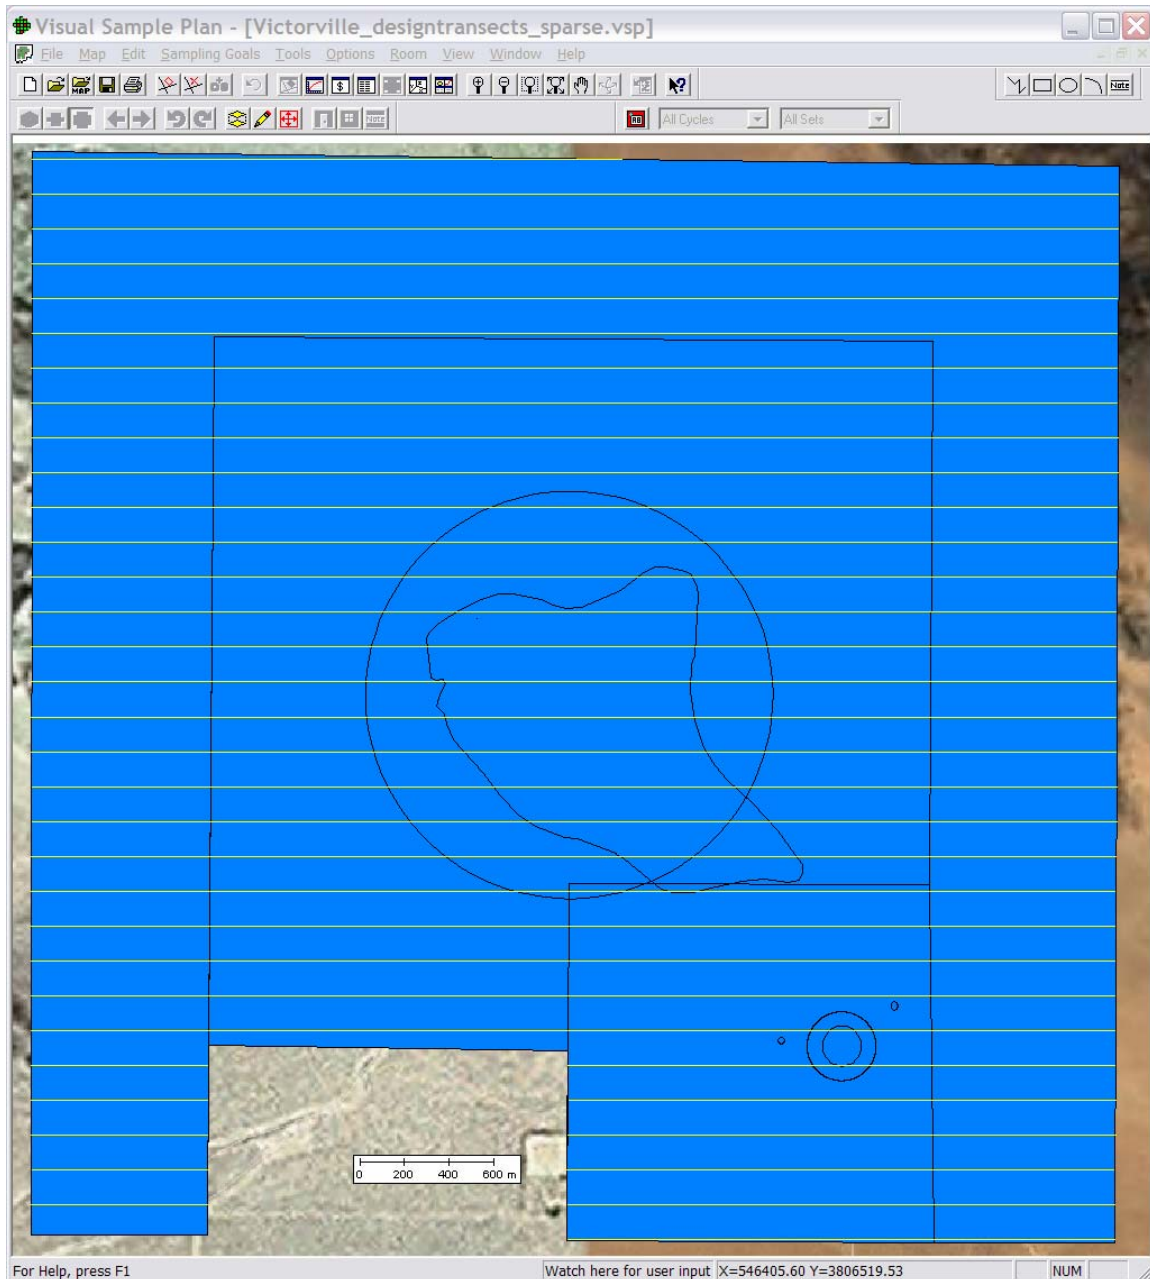 Visual Sample Plan - [Victorville_designtransects_sparse.vsp]
File Map Edit Sampling Goals Tools Options Room View Window Help
MAP
Note
Note
All Cycles
All Sets
0 200 400 600 m
For Help, press F1
Watch here for user input
X=546405.60 Y=3806519.53
NUM